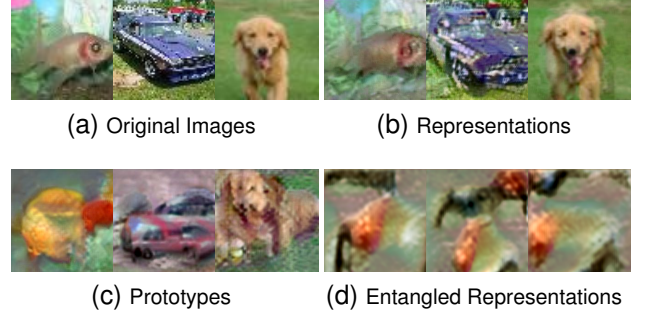 (a) Original Images
(b) Representations
(c) Prototypes
(d) Entangled Representations